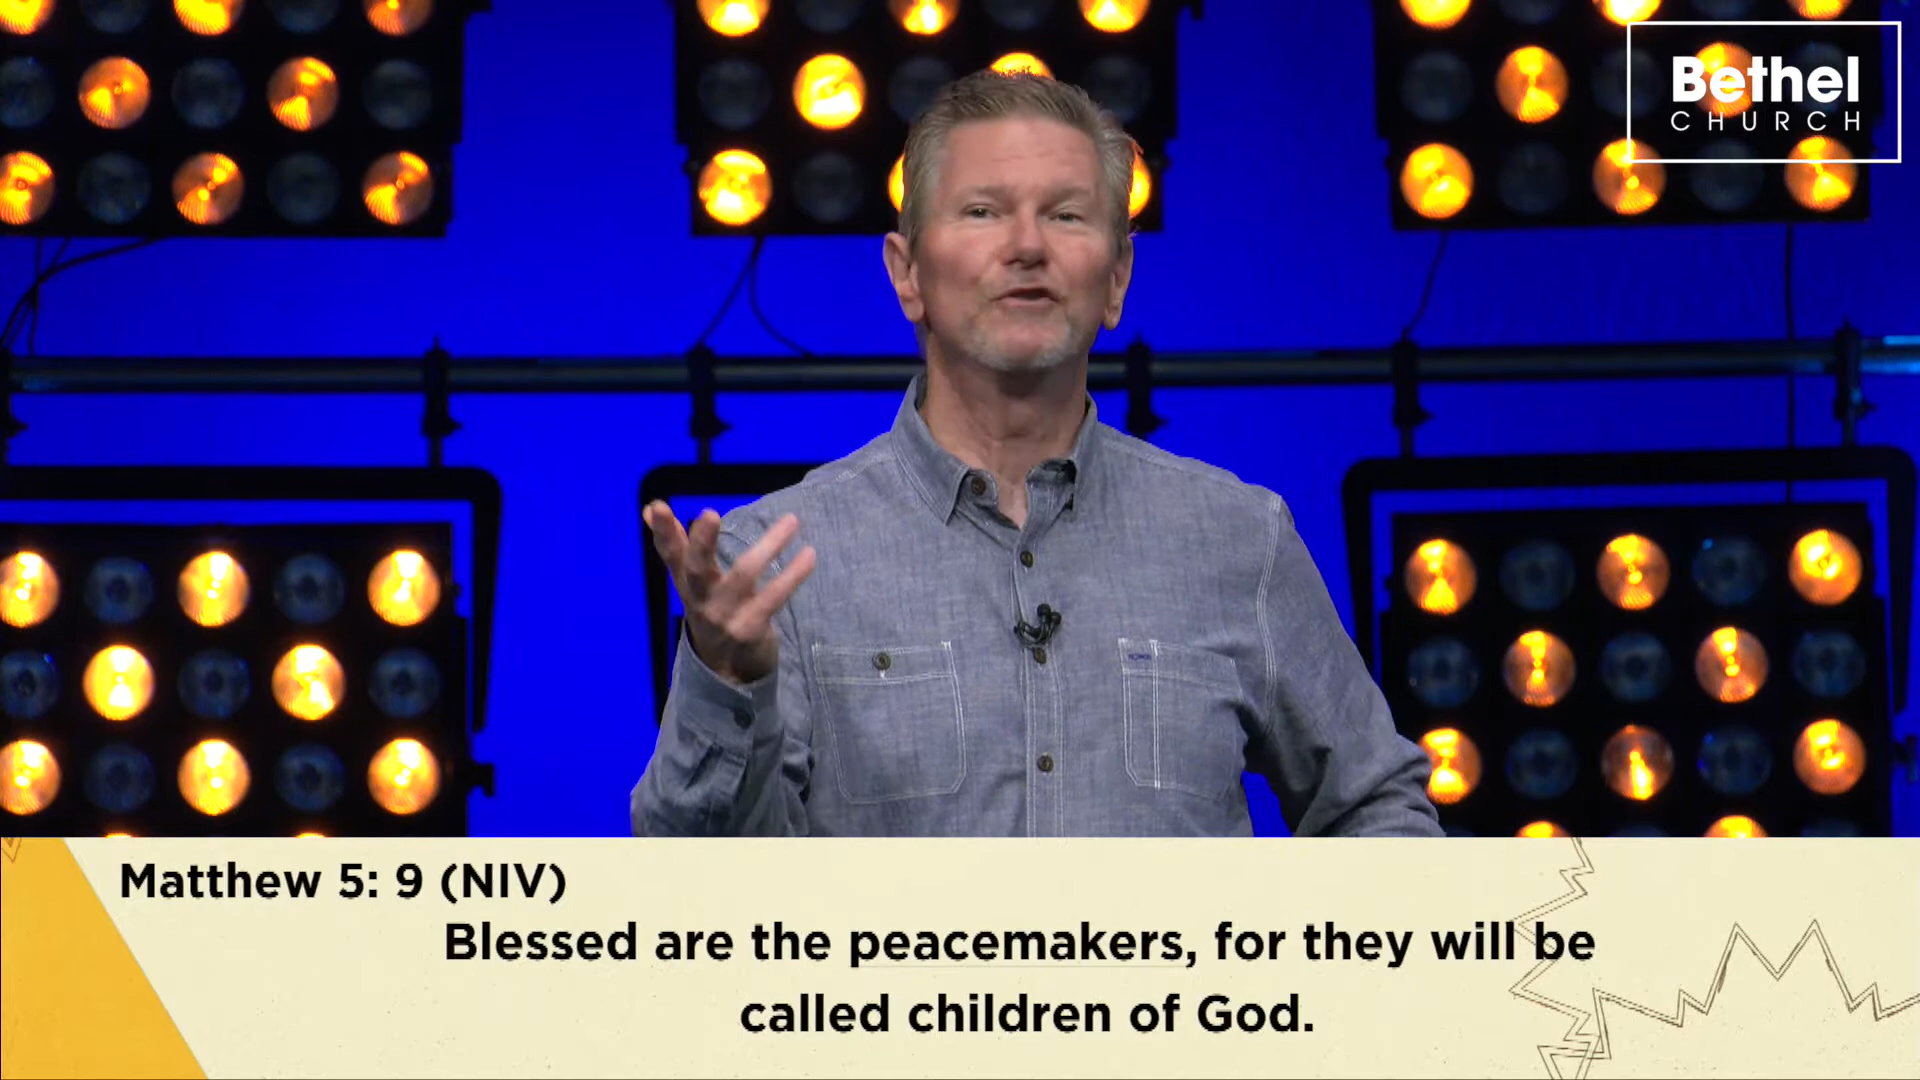 Bethel
CHURCH
Matthew 5: 9 (NIV)
Blessed are the peacemakers, for they will be
called children of God.